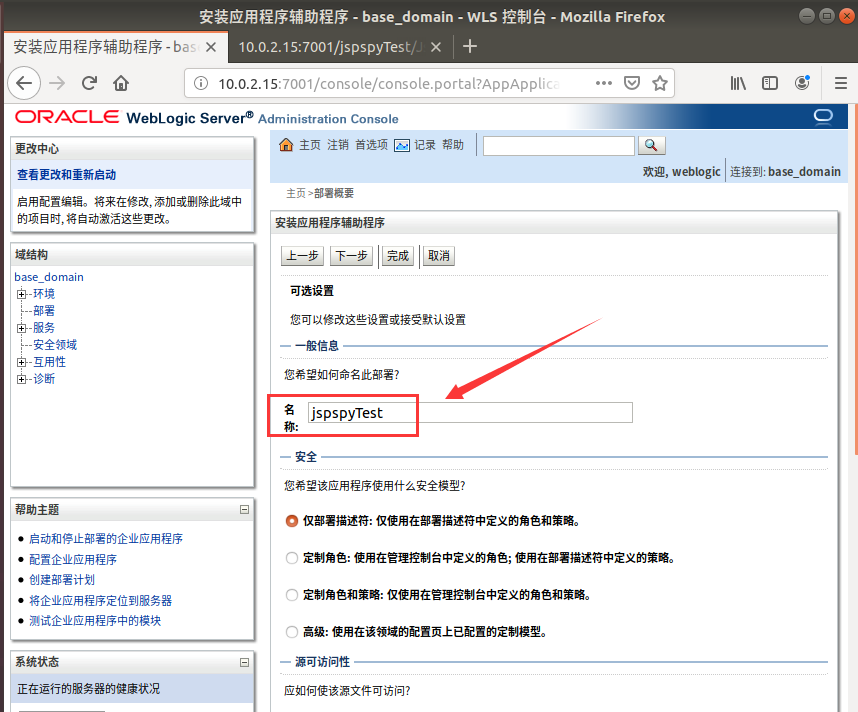 安装应用程序辅助程序 - base_domain - WLS 控制台 - Mozilla Firefox
安装应用程序辅助程序 - bas
10.0.2.15:7001/jspspyTest/J
10.0.2.15:7001/console/console.portal?AppApplica
ORACLE WebLogic Server® Administration Console
更改中心
查看更改和重新启动
启用配置编辑。将来在修改, 添加或删除此域中
的项目时, 将自动激活这些更改。
域结构
base_domain
环境
部署
服务
安全领域
互用性
诊断
帮助主题
启动和停止部署的企业应用程序
配置企业应用程序
创建部署计划
将企业应用程序定位到服务器
测试企业应用程序中的模块
系统状态
正在运行的服务器的健康状况
主页 注销 首选项 记录 帮助
欢迎, weblogic 连接到: base_domain
主页 >部署概要
安装应用程序辅助程序
上一步 下一步 完成 取消
可选设置
您可以修改这些设置或接受默认设置
一般信息
您希望如何命名此部署?
名
称:
jspspyTest
安全
您希望该应用程序使用什么安全模型?
仅部署描述符: 仅使用在部署描述符中定义的角色和策略。
定制角色: 使用在管理控制台中定义的角色; 使用在部署描述符中定义的策略。
定制角色和策略: 仅使用在管理控制台中定义的角色和策略。
高级: 使用在该领域的配置页上已配置的定制模型。
源可访问性
应如何使该源文件可访问?